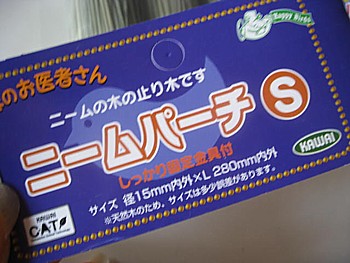 Happy Birds
のお医者さん
ニームの木の止り木です
ニームパーチ S
しっかり固定金具付
KAWAI
サイズ 径15mm内外×L 280mm内外
※天然木のため、サイズは多少誤差があります。
KAWAI
CATO